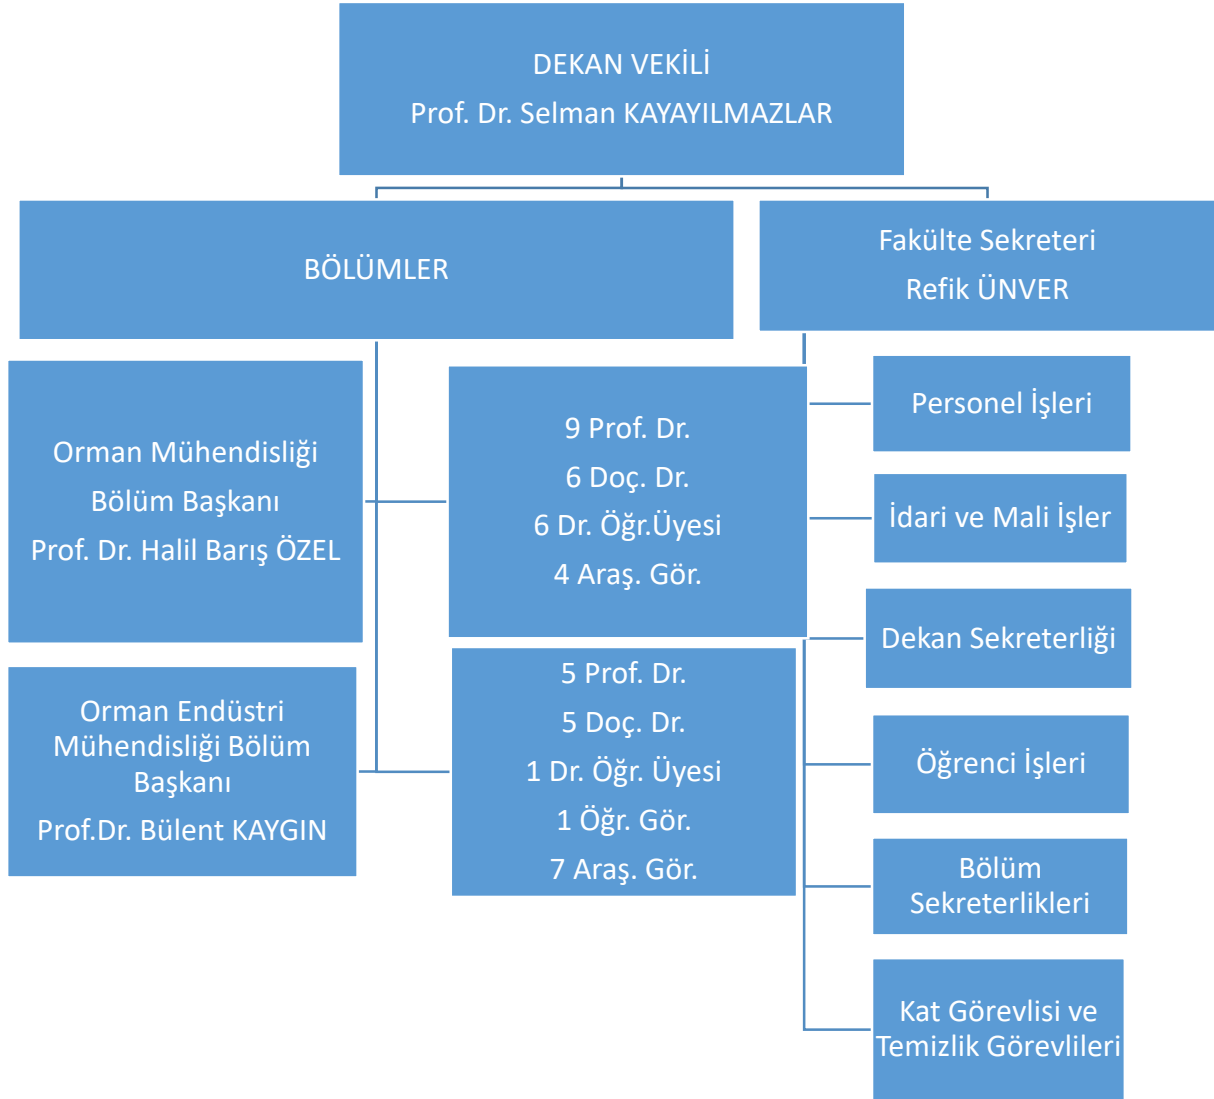 DEKAN VEKİLİ
Prof. Dr. Selman KAYAYILMAZLAR
BÖLÜMLER
Fakülte Sekreteri
Refik ÜNVER
Orman Mühendisliği
Bölüm Başkanı
Prof. Dr. Halil Barış ÖZEL
9 Prof. Dr.
6 Doç. Dr.
6 Dr. Öğr.Üyesi
4 Araş. Gör.
Orman Endüstri
Mühendisliği Bölüm
Başkanı
Prof.Dr. Bülent KAYGIN
5 Prof. Dr.
5 Doç. Dr.
1 Dr. Öğr. Üyesi
1 Öğr. Gör.
7 Araş. Gör.
Personel İşleri
İdari ve Mali İşler
Dekan Sekreterliği
Öğrenci İşleri
Bölüm
Sekreterlikleri
Kat Görevlisi ve
Temizlik Görevlileri